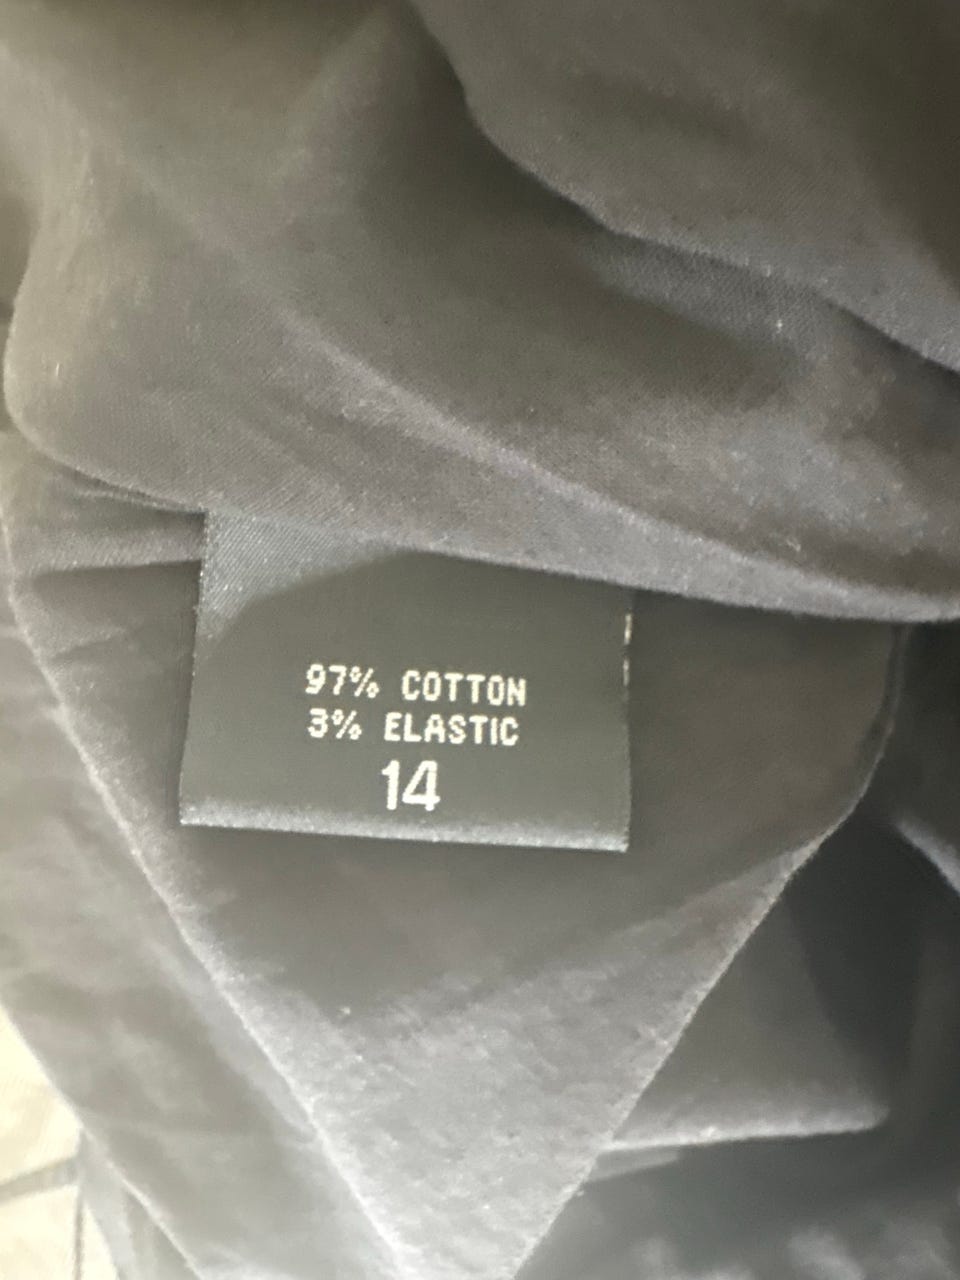 97% COTTON
3% ELASTIC
14